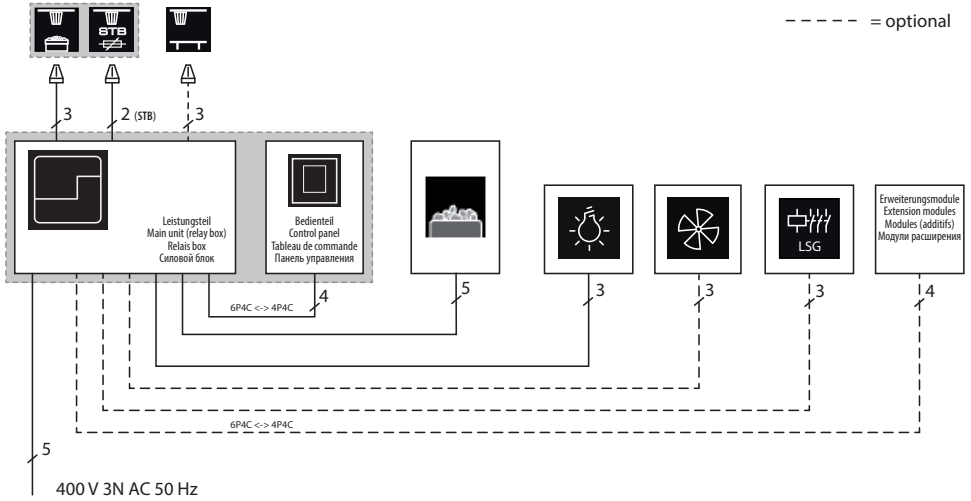 STB
= optional
3
2 (STB)
3
Leistungsteil
Main unit (relay box)
Relais box
Силовой блок
Bedienteil
Control panel
Tableau de commande
Панель управления
LSG
Erweiterungsmodule
Extension modules
Modules (additifs)
Модули расширения
6P4C <-> 4P4C
4
5
3
3
3
4
6P4C <-> 4P4C
5
400 V 3N AC 50 Hz